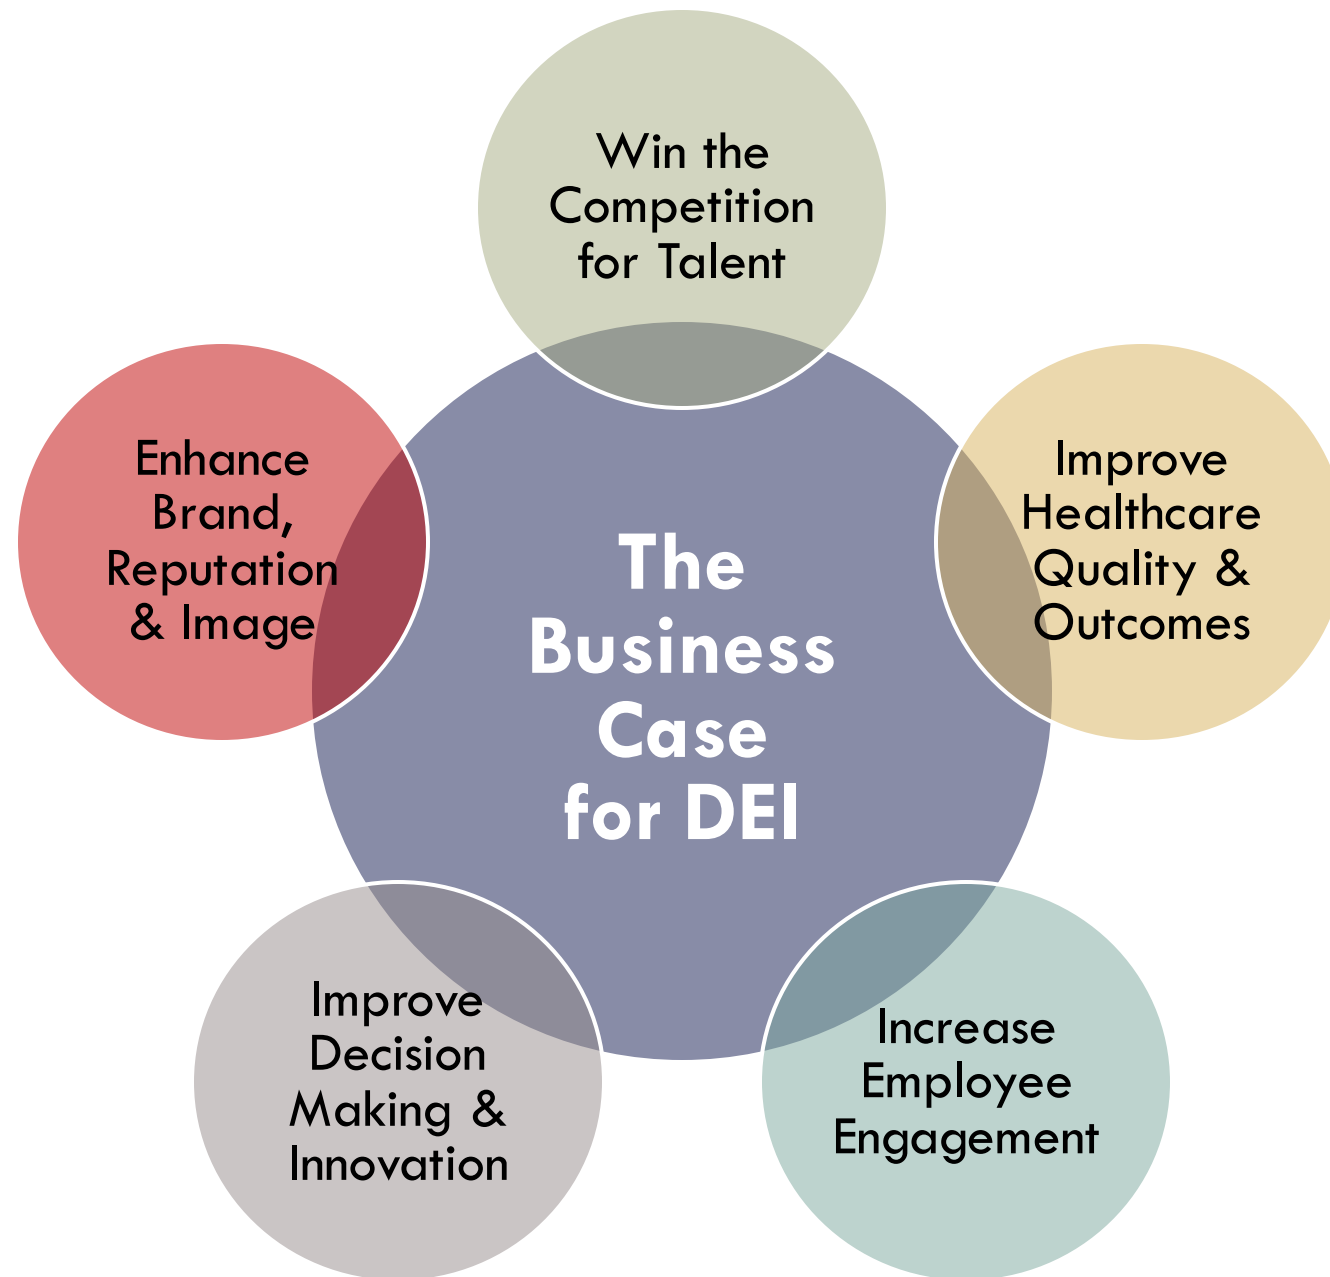 Win the
Competition
for Talent
Enhance
Brand,
Reputation
& Image
The
Business
Case
for DEI
Improve
Healthcare
Quality &
Outcomes
Improve
Decision
Making &
Innovation
Increase
Employee
Engagement